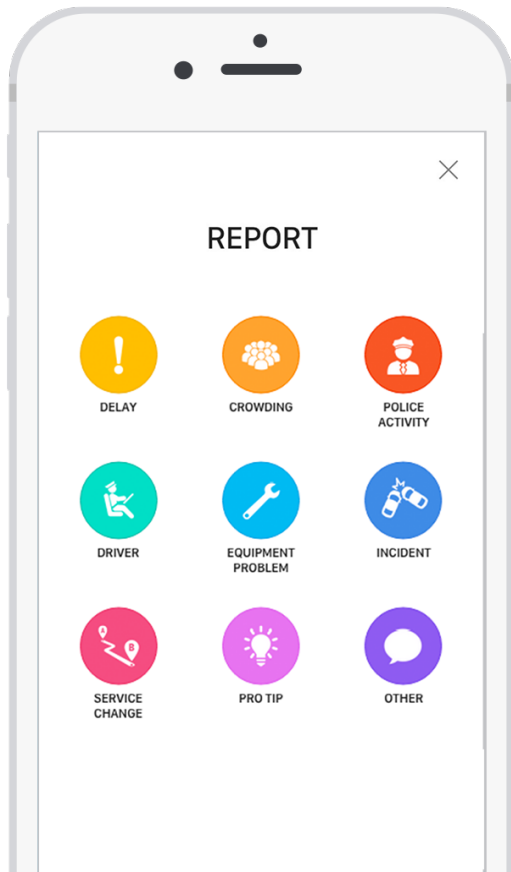 REPORT
DELAY
CROWDING
POLICE
ACTIVITY
DRIVER
EQUIPMENT
PROBLEM
INCIDENT
A
B
SERVICE
CHANGE
PRO TIP
OTHER